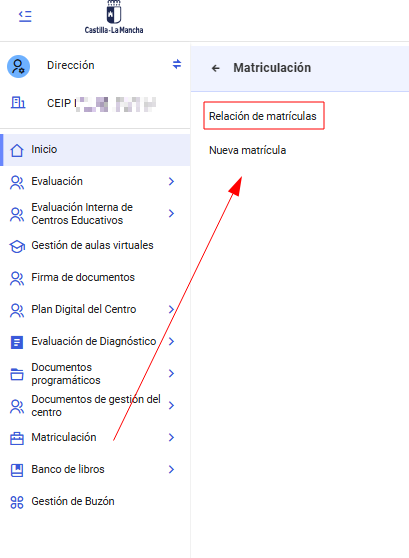 Castilla-La Mancha
Dirección
CEIP
Inicio
Evaluación
Evaluación Interna de
Centros Educativos
Gestión de aulas virtuales
Firma de documentos
Plan Digital del Centro
Evaluación de Diagnóstico
Documentos
programáticos
Documentos de gestión del
centro
Matriculación
Banco de libros
Gestión de Buzón
Matriculación
Relación de matrículas
Nueva matrícula